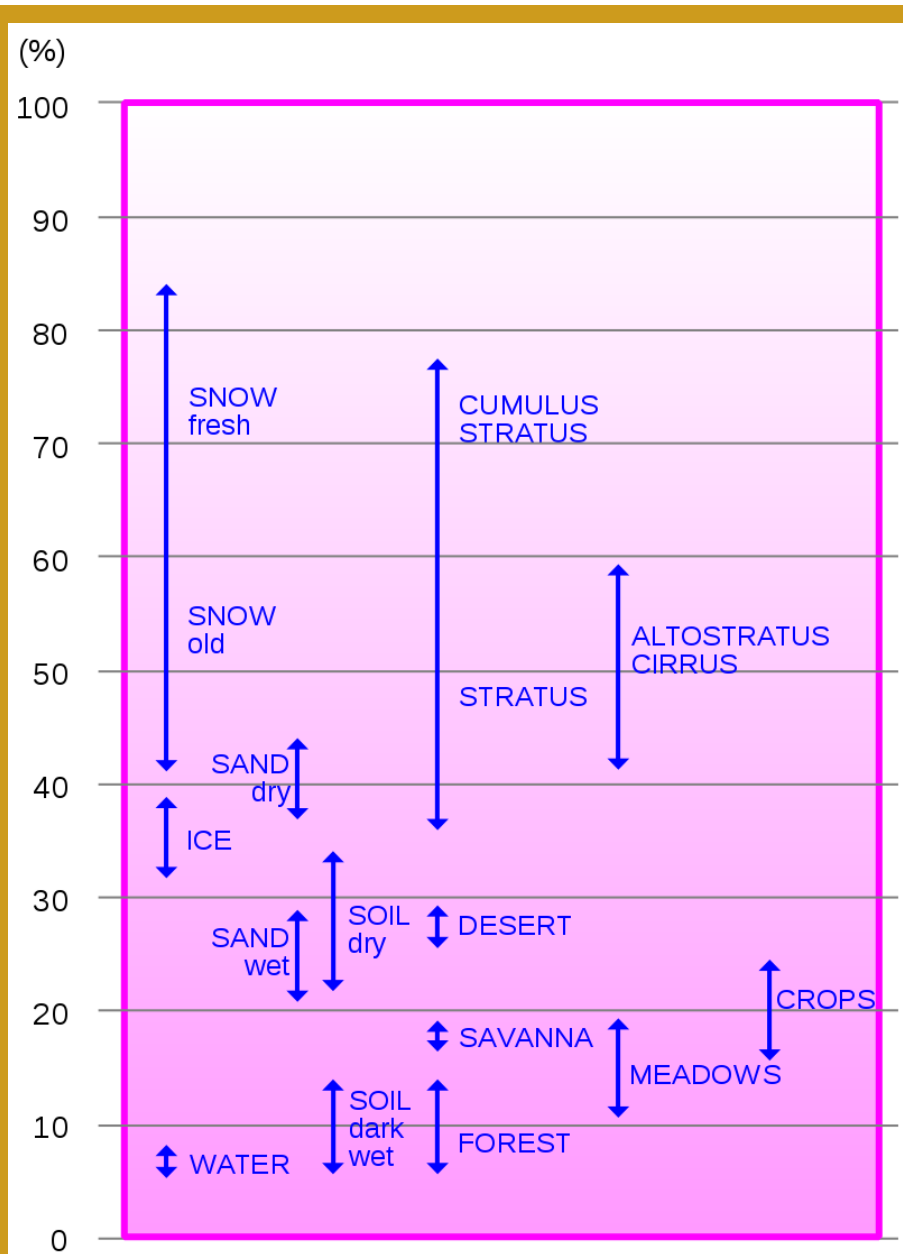 (%)
100
90
80
SNOW
fresh
CUMULUS
STRATUS
70
60
SNOW
old
ALTOSTRATUS
CIRRUS
50
STRATUS
SAND
dry
40
ICE
30
SOIL
dry
DESERT
SAND
wet
20
CROPS
SAVANNA
MEADOWS
10
SOIL
dark
wet
FOREST
WATER
0